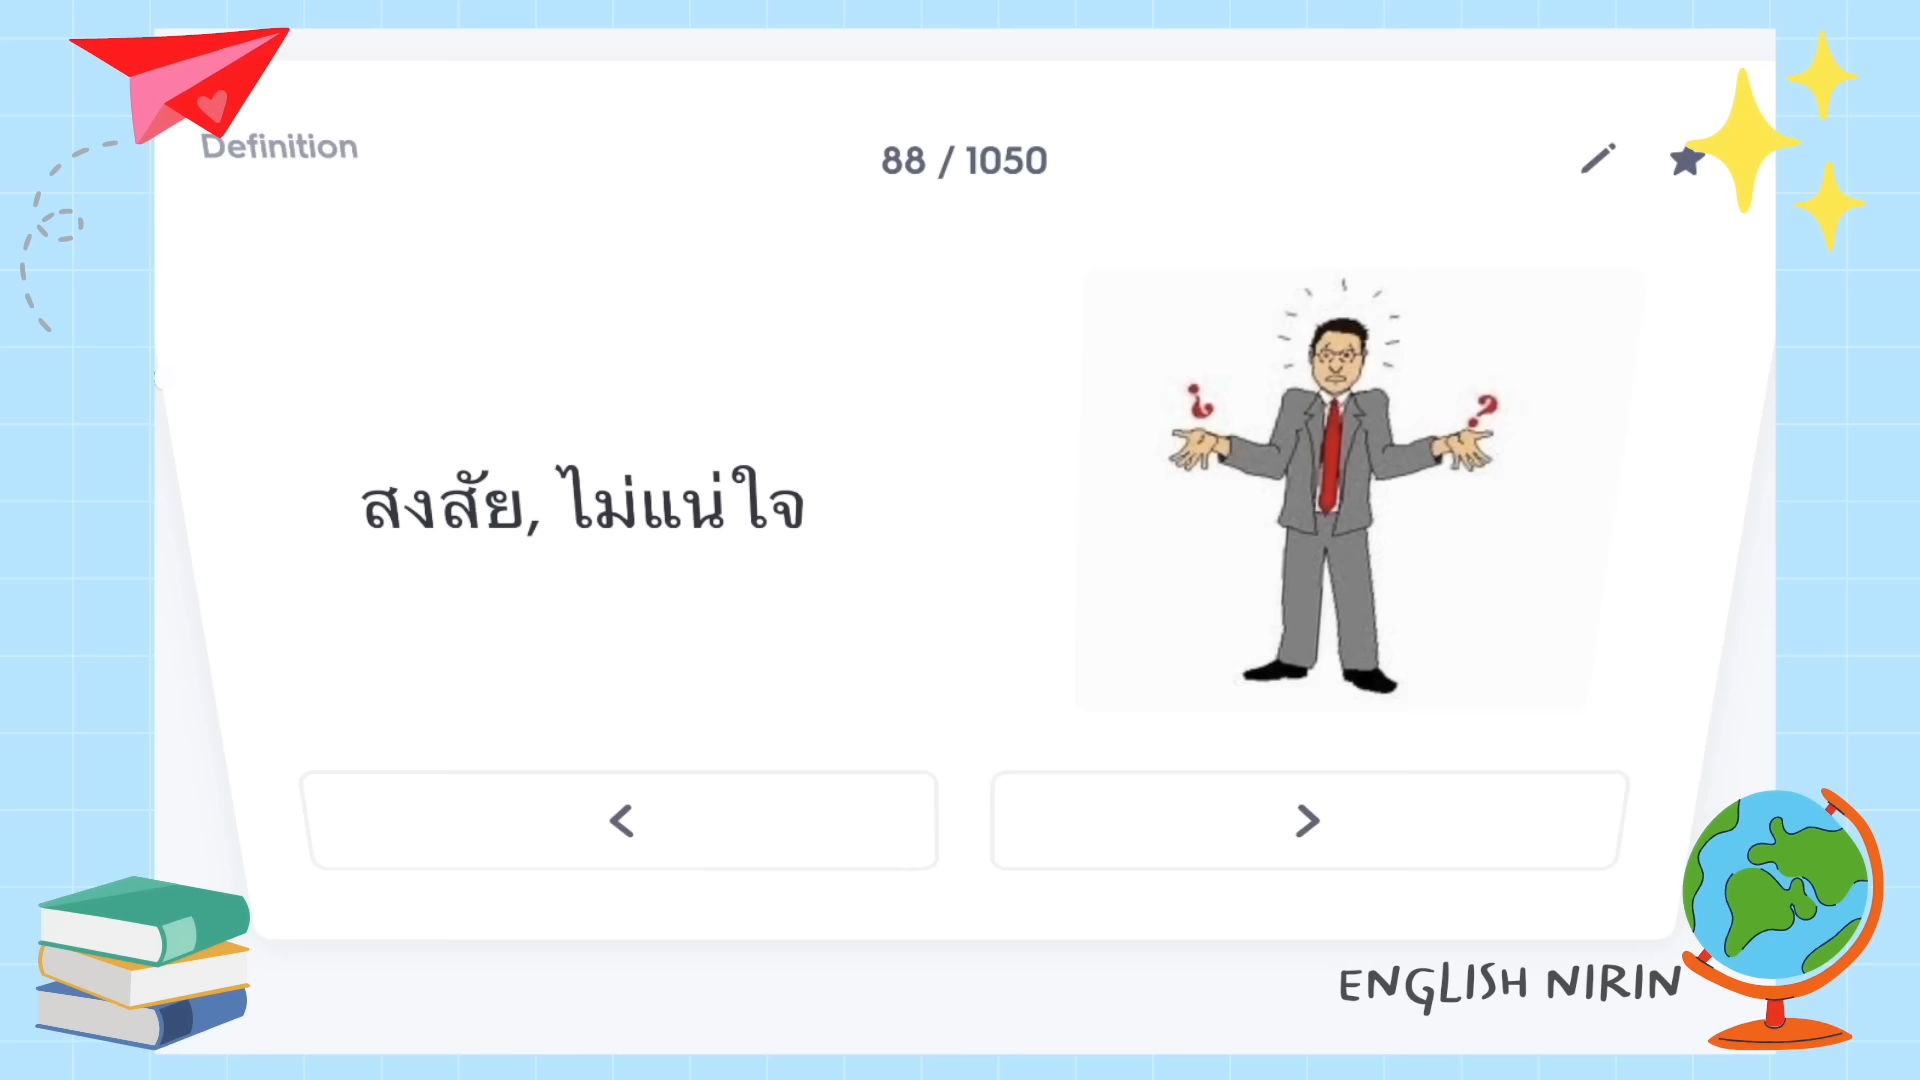 Definition
88 / 1050
สงสัย, ไม่แน่ใจ
¿
?
ENGLISH NIRIN